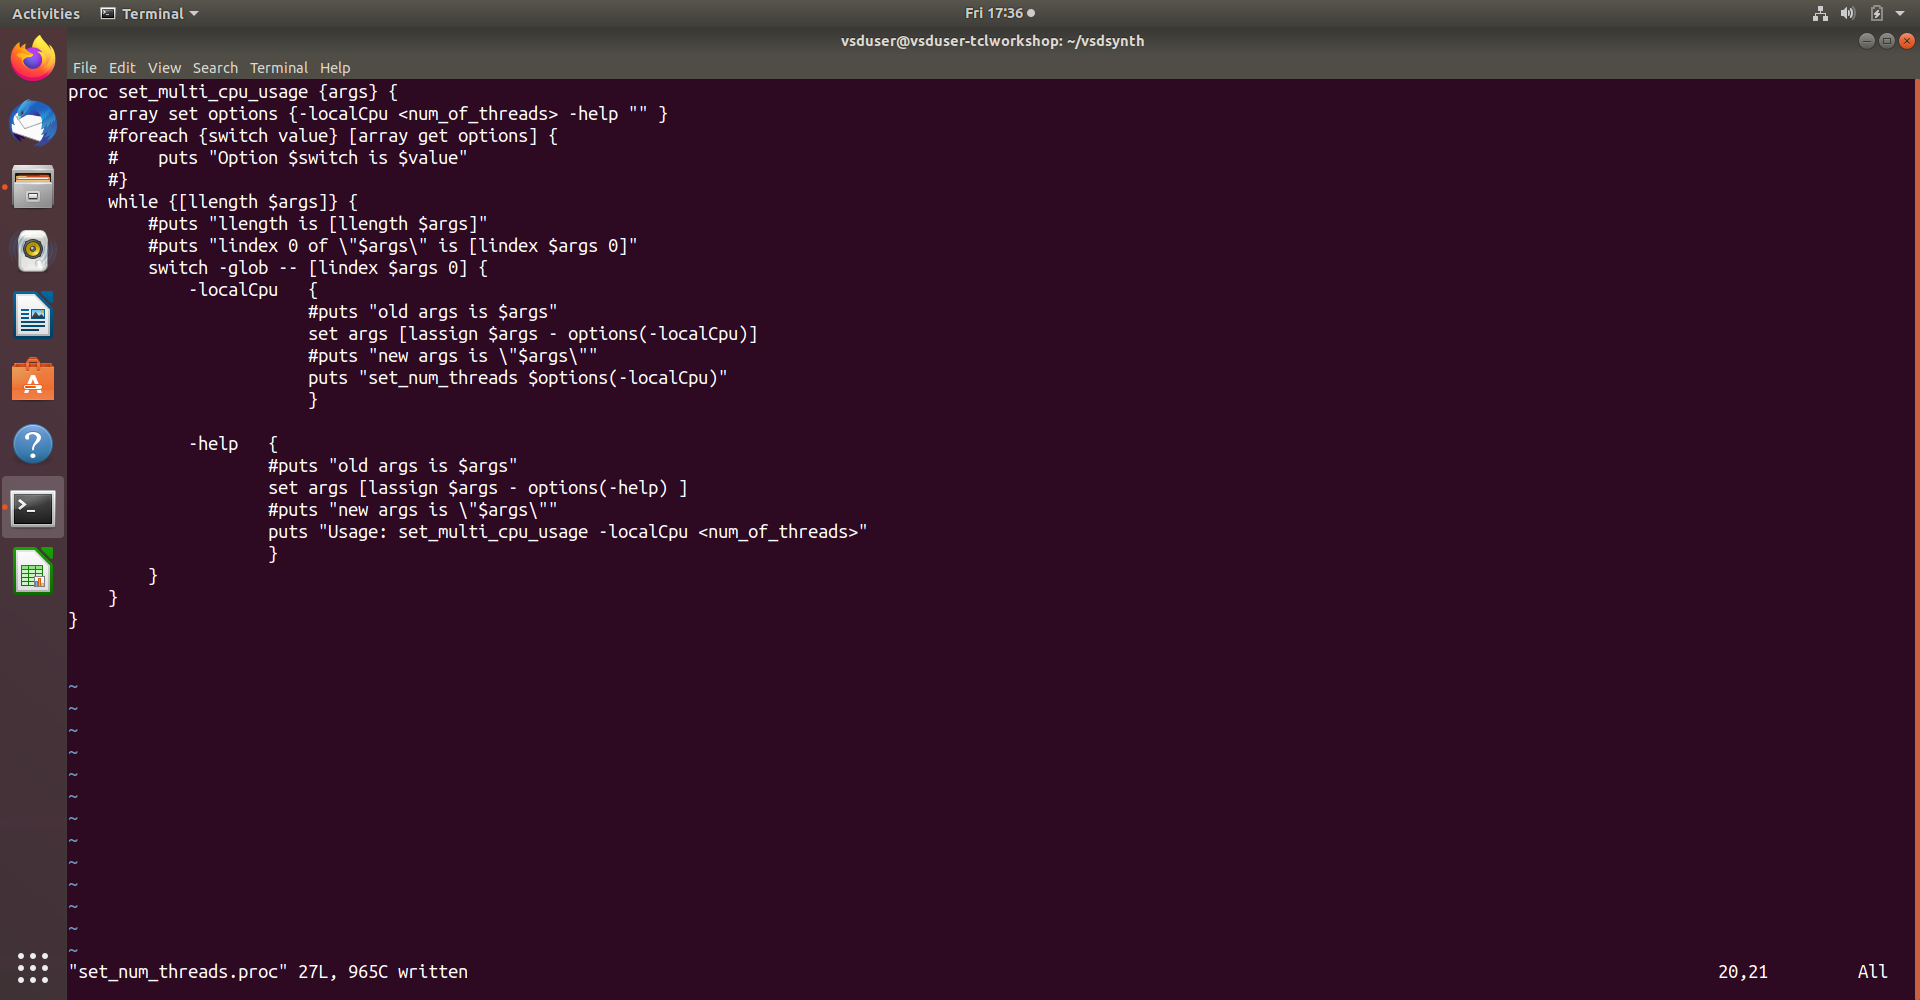 Activities Terminal Fri 17:36
vsduser@vsduser-tclworkshop: ~/vsdsynth
File Edit View Search Terminal Help
proc set_multi_cpu_usage {args} {
    array set options {-localCpu <num_of_threads> -help "" }
    #foreach {switch value} [array get options] {
    #    puts "Option $switch is $value"
    #}
    while {[llength $args]} {
        #puts "llength is [llength $args]"
        #puts "lindex 0 of \"$args\" is [lindex $args 0]"
        switch -glob -- [lindex $args 0] {
            -localCpu   {
                        #puts "old args is $args"
                        set args [lassign $args - options(-localCpu)]
                        #puts "new args is \"$args\""
                        puts "set_num_threads $options(-localCpu)"
                        }

            -help   {
                    #puts "old args is $args"
                    set args [lassign $args - options(-help) ]
                    #puts "new args is \"$args\""
                    puts "Usage: set_multi_cpu_usage -localCpu <num_of_threads>"
                    }
        }
    }
}
~
~
~
~
~
~
~
~
~
~
~
~
~
"set_num_threads.proc" 27L, 965C written 20,21 All